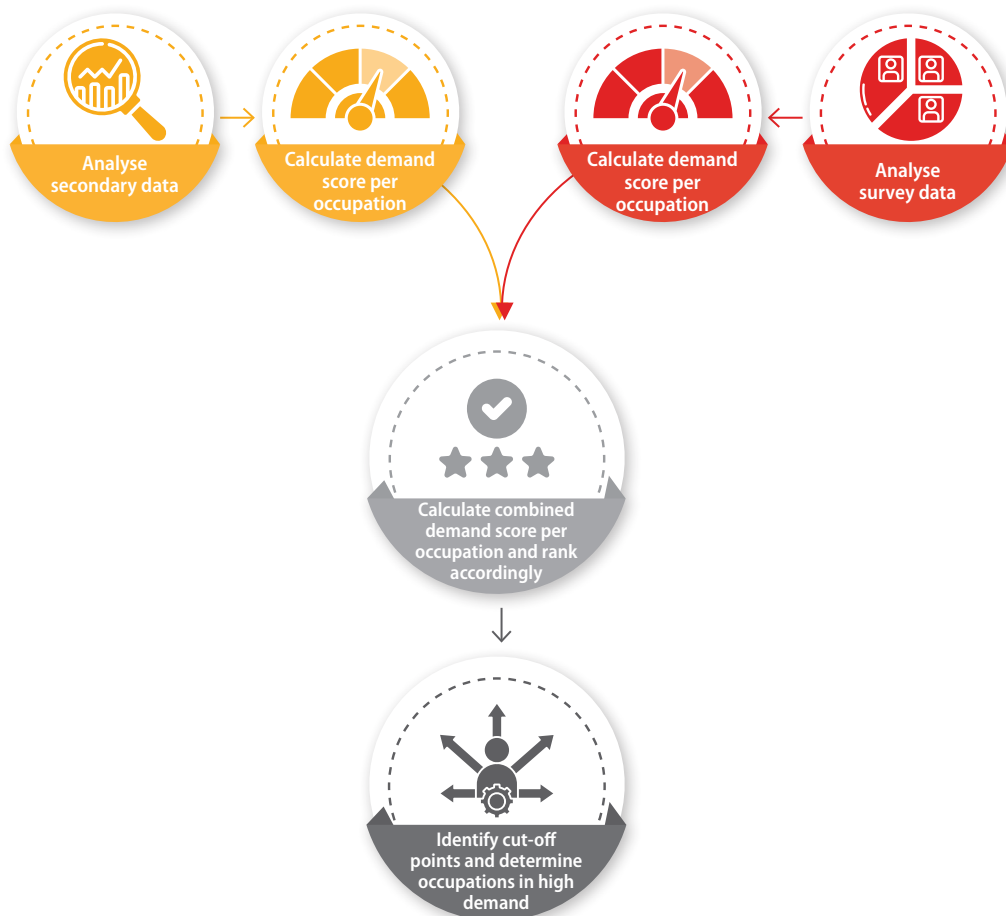 Analyse
secondary data
Calculate demand
score per
occupation
Calculate demand
score per
occupation
Analyse
survey data
Calculate combined
demand score per
occupation and rank
accordingly
Identify cut-off
points and determine
occupations in high
demand